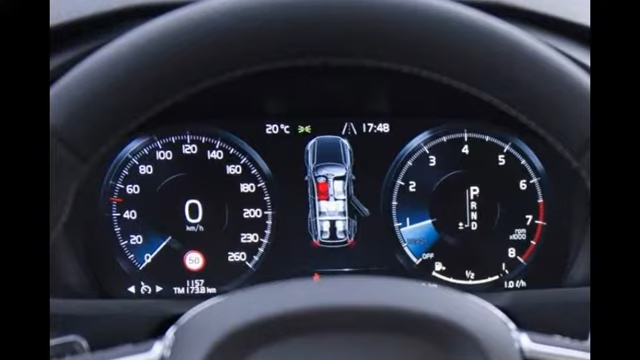 20°C 17:48
0 20 40 60 80 100 120 140 160 180 200 230 260
0
km/h
50
1157
TM 173.8 km
1 2 3 4 5 6 7 8
OFF
P
R
N
± D
rpm
x1000
½
1.0 ℓ/h